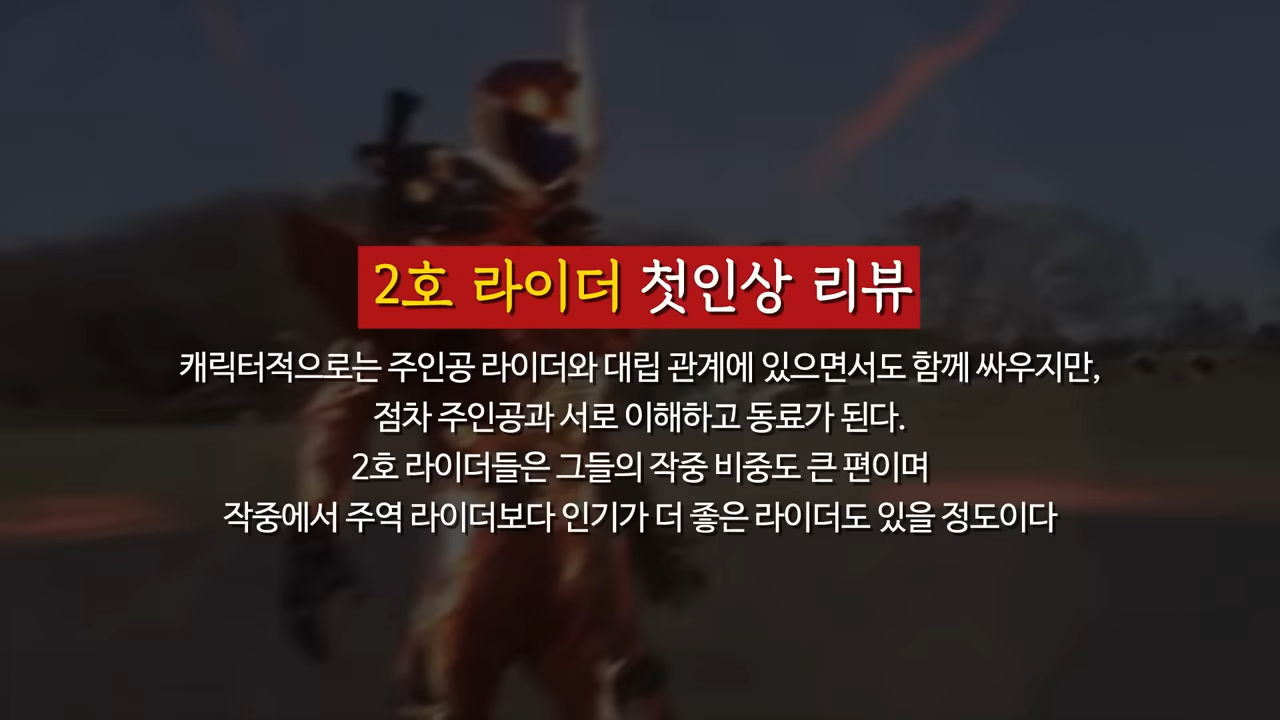 2호 라이더 첫인상 리뷰
캐릭터적으로는 주인공 라이더와 대립 관계에 있으면서도 함께 싸우지만,
점차 주인공과 서로 이해하고 동료가 된다.
2호 라이더들은 그들의 작중 비중도 큰 편이며
작중에서 주역 라이더보다 인기가 더 좋은 라이더도 있을 정도이다